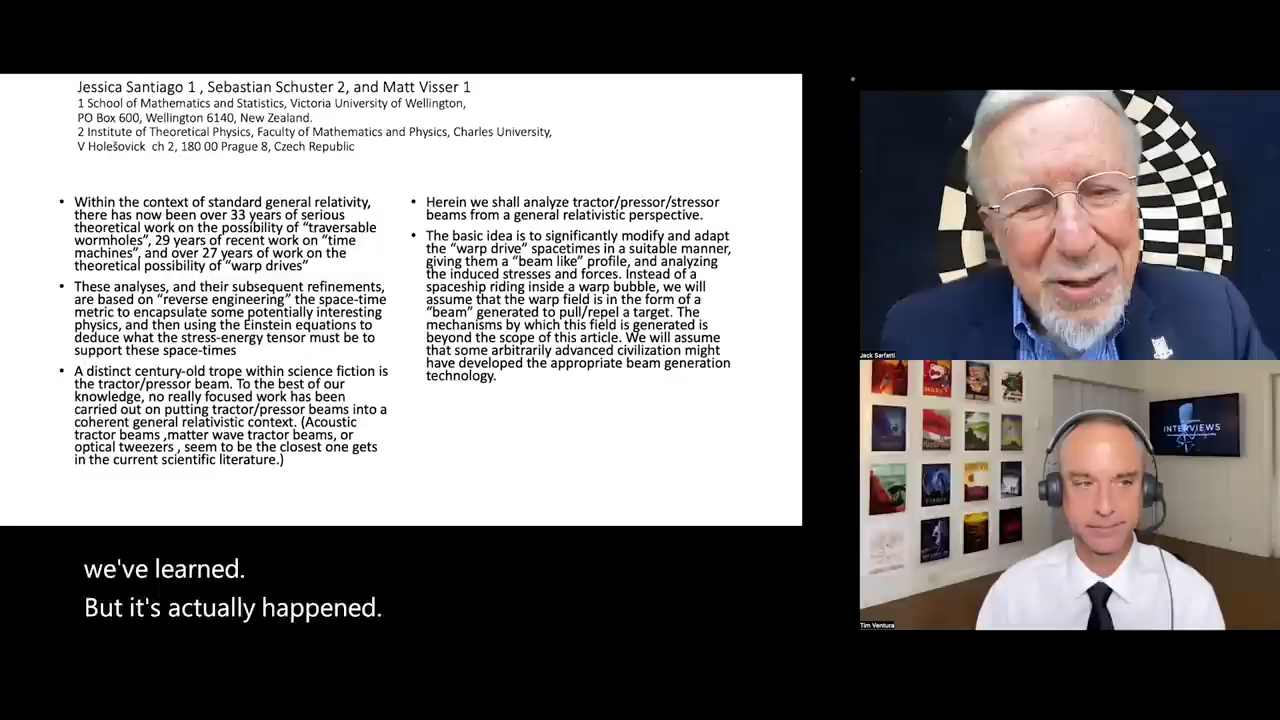 Jessica Santiago 1 , Sebastian Schuster 2, and Matt Visser 1
1 School of Mathematics and Statistics, Victoria University of Wellington,
PO Box 600, Wellington 6140, New Zealand.
2 Institute of Theoretical Physics, Faculty of Mathematics and Physics, Charles University,
V Holešovick ch 2, 180 00 Prague 8, Czech Republic
• Within the context of standard general relativity,
there has now been over 33 years of serious
theoretical work on the possibility of “traversable
wormholes”, 29 years of recent work on “time
machines”, and over 27 years of work on the
theoretical possibility of “warp drives”
• These analyses, and their subsequent refinements,
are based on “reverse engineering” the space-time
metric to encapsulate some potentially interesting
physics, and then using the Einstein equations to
deduce what the stress-energy tensor must be to
support these space-times
• A distinct century-old trope within science fiction is
the tractor/pressor beam. To the best of our
knowledge, no really focused work has been
carried out on putting tractor/pressor beams into a
coherent general relativistic context. (Acoustic
tractor beams ,matter wave tractor beams, or
optical tweezers , seem to be the closest one gets
in the current scientific literature.)
• Herein we shall analyze tractor/pressor/stressor
beams from a general relativistic perspective.
• The basic idea is to significantly modify and adapt
the “warp drive” spacetimes in a suitable manner,
giving them a “beam like” profile, and analyzing
the induced stresses and forces. Instead of a
spaceship riding inside a warp bubble, we will
assume that the warp field is in the form of a
“beam” generated to pull/repel a target. The
mechanisms by which this field is generated is
beyond the scope of this article. We will assume
that some arbitrarily advanced civilization might
have developed the appropriate beam generation
technology.
we've learned.
But it's actually happened.
Jack Sarfatti
INTERVIEWS
Tim Ventura